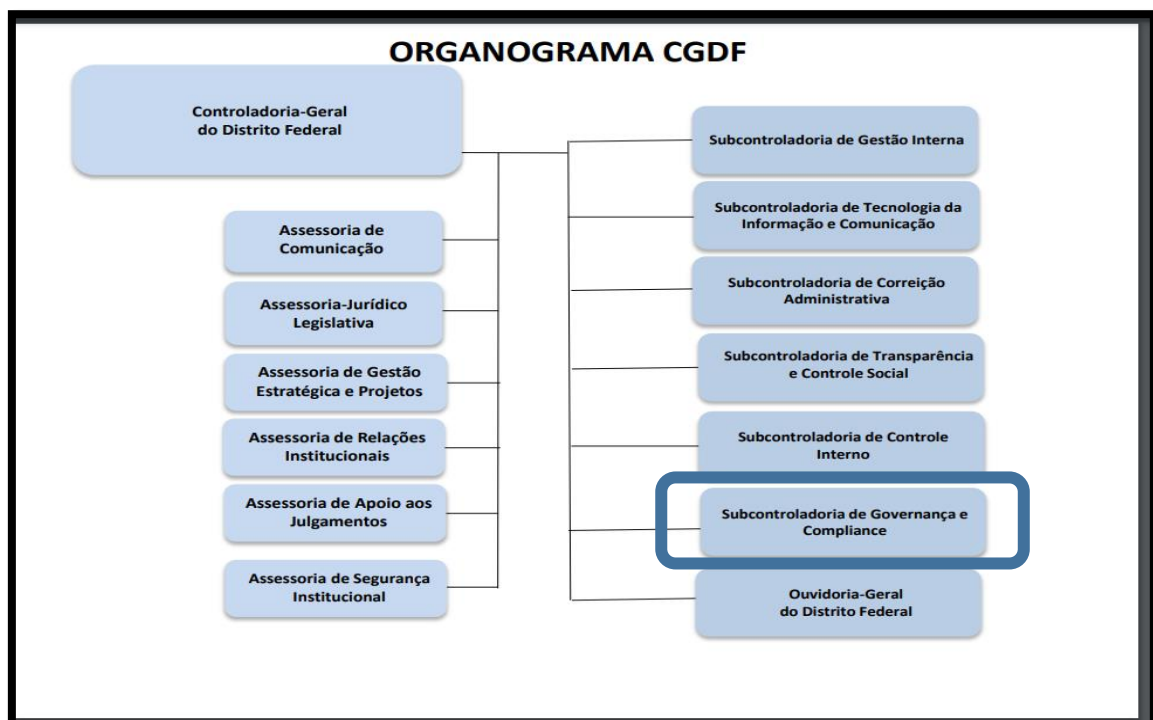 ORGANOGRAMA CGDF
Controladoria-Geral
do Distrito Federal
Assessoria de
Comunicação
Assessoria-Jurídico
Legislativa
Assessoria de Gestão
Estratégica e Projetos
Assessoria de Relações
Institucionais
Assessoria de Apoio aos
Julgamentos
Assessoria de Segurança
Institucional
Subcontroladoria de Gestão Interna
Subcontroladoria de Tecnologia da
Informação e Comunicação
Subcontroladoria de Correição
Administrativa
Subcontroladoria de Transparência
e Controle Social
Subcontroladoria de Controle
Interno
Subcontroladoria de Governança e
Compliance
Ouvidoria-Geral
do Distrito Federal